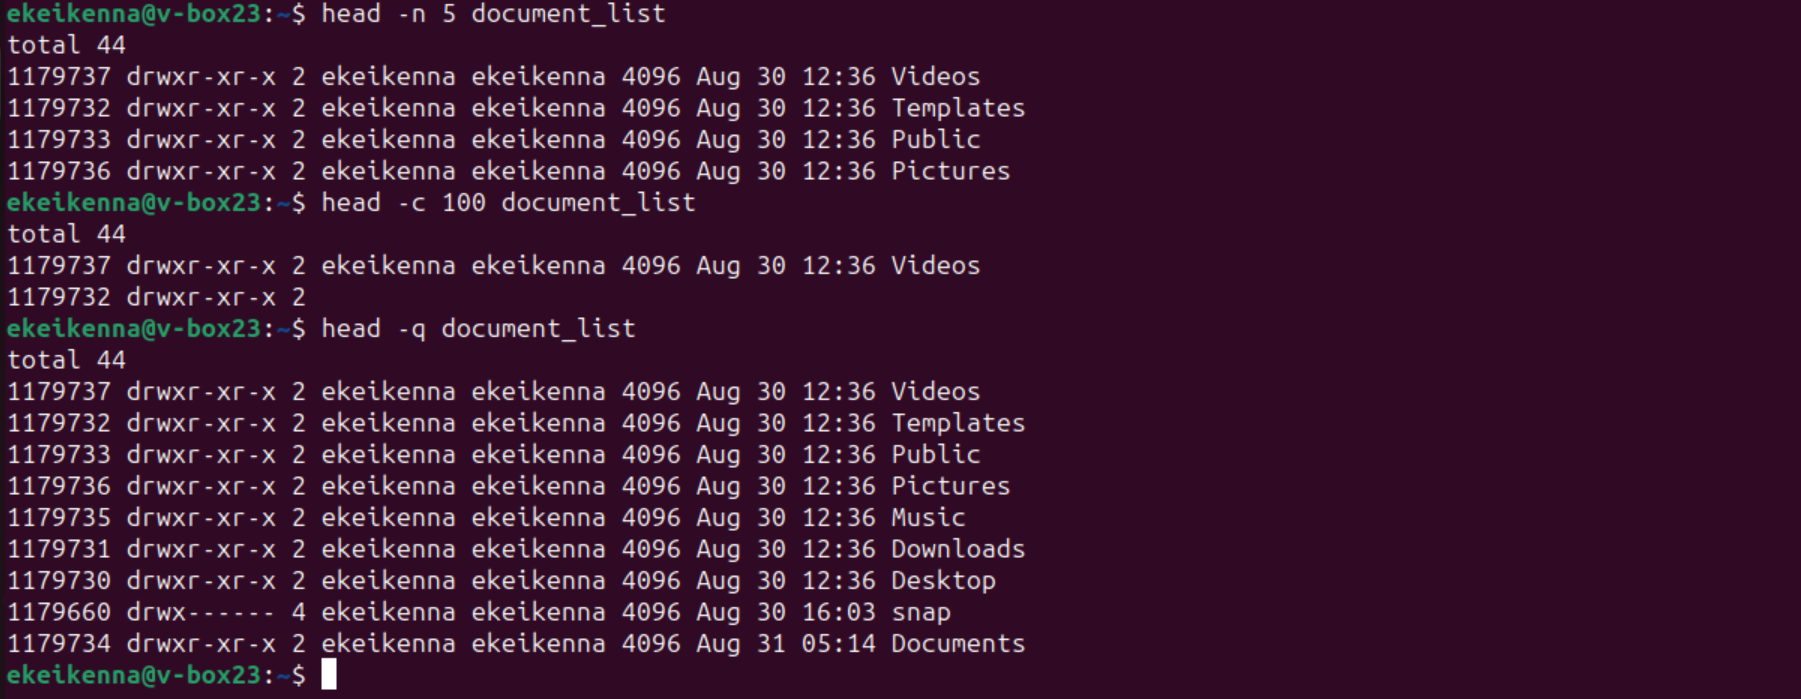 ekeikenna@v-box23:~$ head -n 5 document_list
total 44
1179737 drwxr-xr-x 2 ekeikenna ekeikenna 4096 Aug 30 12:36 Videos
1179732 drwxr-xr-x 2 ekeikenna ekeikenna 4096 Aug 30 12:36 Templates
1179733 drwxr-xr-x 2 ekeikenna ekeikenna 4096 Aug 30 12:36 Public
1179736 drwxr-xr-x 2 ekeikenna ekeikenna 4096 Aug 30 12:36 Pictures
ekeikenna@v-box23:~$ head -c 100 document_list
total 44
1179737 drwxr-xr-x 2 ekeikenna ekeikenna 4096 Aug 30 12:36 Videos
1179732 drwxr-xr-x 2
ekeikenna@v-box23:~$ head -q document_list
total 44
1179737 drwxr-xr-x 2 ekeikenna ekeikenna 4096 Aug 30 12:36 Videos
1179732 drwxr-xr-x 2 ekeikenna ekeikenna 4096 Aug 30 12:36 Templates
1179733 drwxr-xr-x 2 ekeikenna ekeikenna 4096 Aug 30 12:36 Public
1179736 drwxr-xr-x 2 ekeikenna ekeikenna 4096 Aug 30 12:36 Pictures
1179735 drwxr-xr-x 2 ekeikenna ekeikenna 4096 Aug 30 12:36 Music
1179731 drwxr-xr-x 2 ekeikenna ekeikenna 4096 Aug 30 12:36 Downloads
1179730 drwxr-xr-x 2 ekeikenna ekeikenna 4096 Aug 30 12:36 Desktop
1179660 drwx------ 4 ekeikenna ekeikenna 4096 Aug 30 16:03 snap
1179734 drwxr-xr-x 2 ekeikenna ekeikenna 4096 Aug 31 05:14 Documents
ekeikenna@v-box23:~$